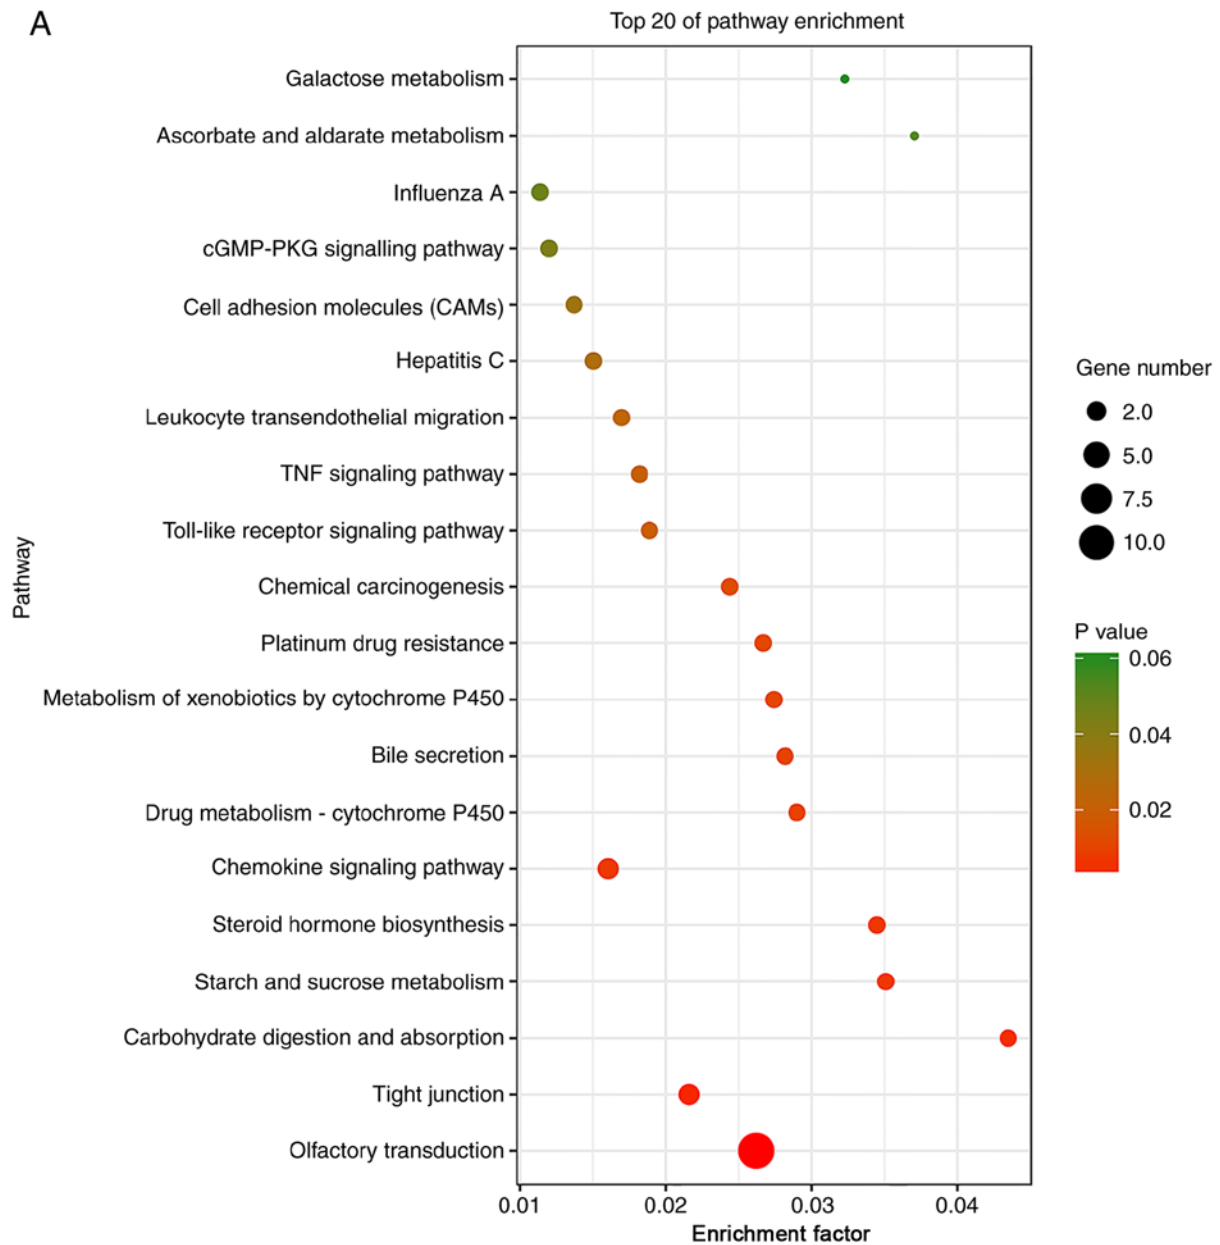 A
Top 20 of pathway enrichment
Galactose metabolism
Ascorbate and aldarate metabolism
Influenza A
cGMP-PKG signalling pathway
Cell adhesion molecules (CAMs)
Hepatitis C
Leukocyte transendothelial migration
TNF signaling pathway
Toll-like receptor signaling pathway
Chemical carcinogenesis
Platinum drug resistance
Metabolism of xenobiotics by cytochrome P450
Bile secretion
Drug metabolism - cytochrome P450
Chemokine signaling pathway
Steroid hormone biosynthesis
Starch and sucrose metabolism
Carbohydrate digestion and absorption
Tight junction
Olfactory transduction
Pathway
0.01 0.02 0.03 0.04
Enrichment factor
Gene number
2.0
5.0
7.5
10.0
P value
0.06
0.04
0.02